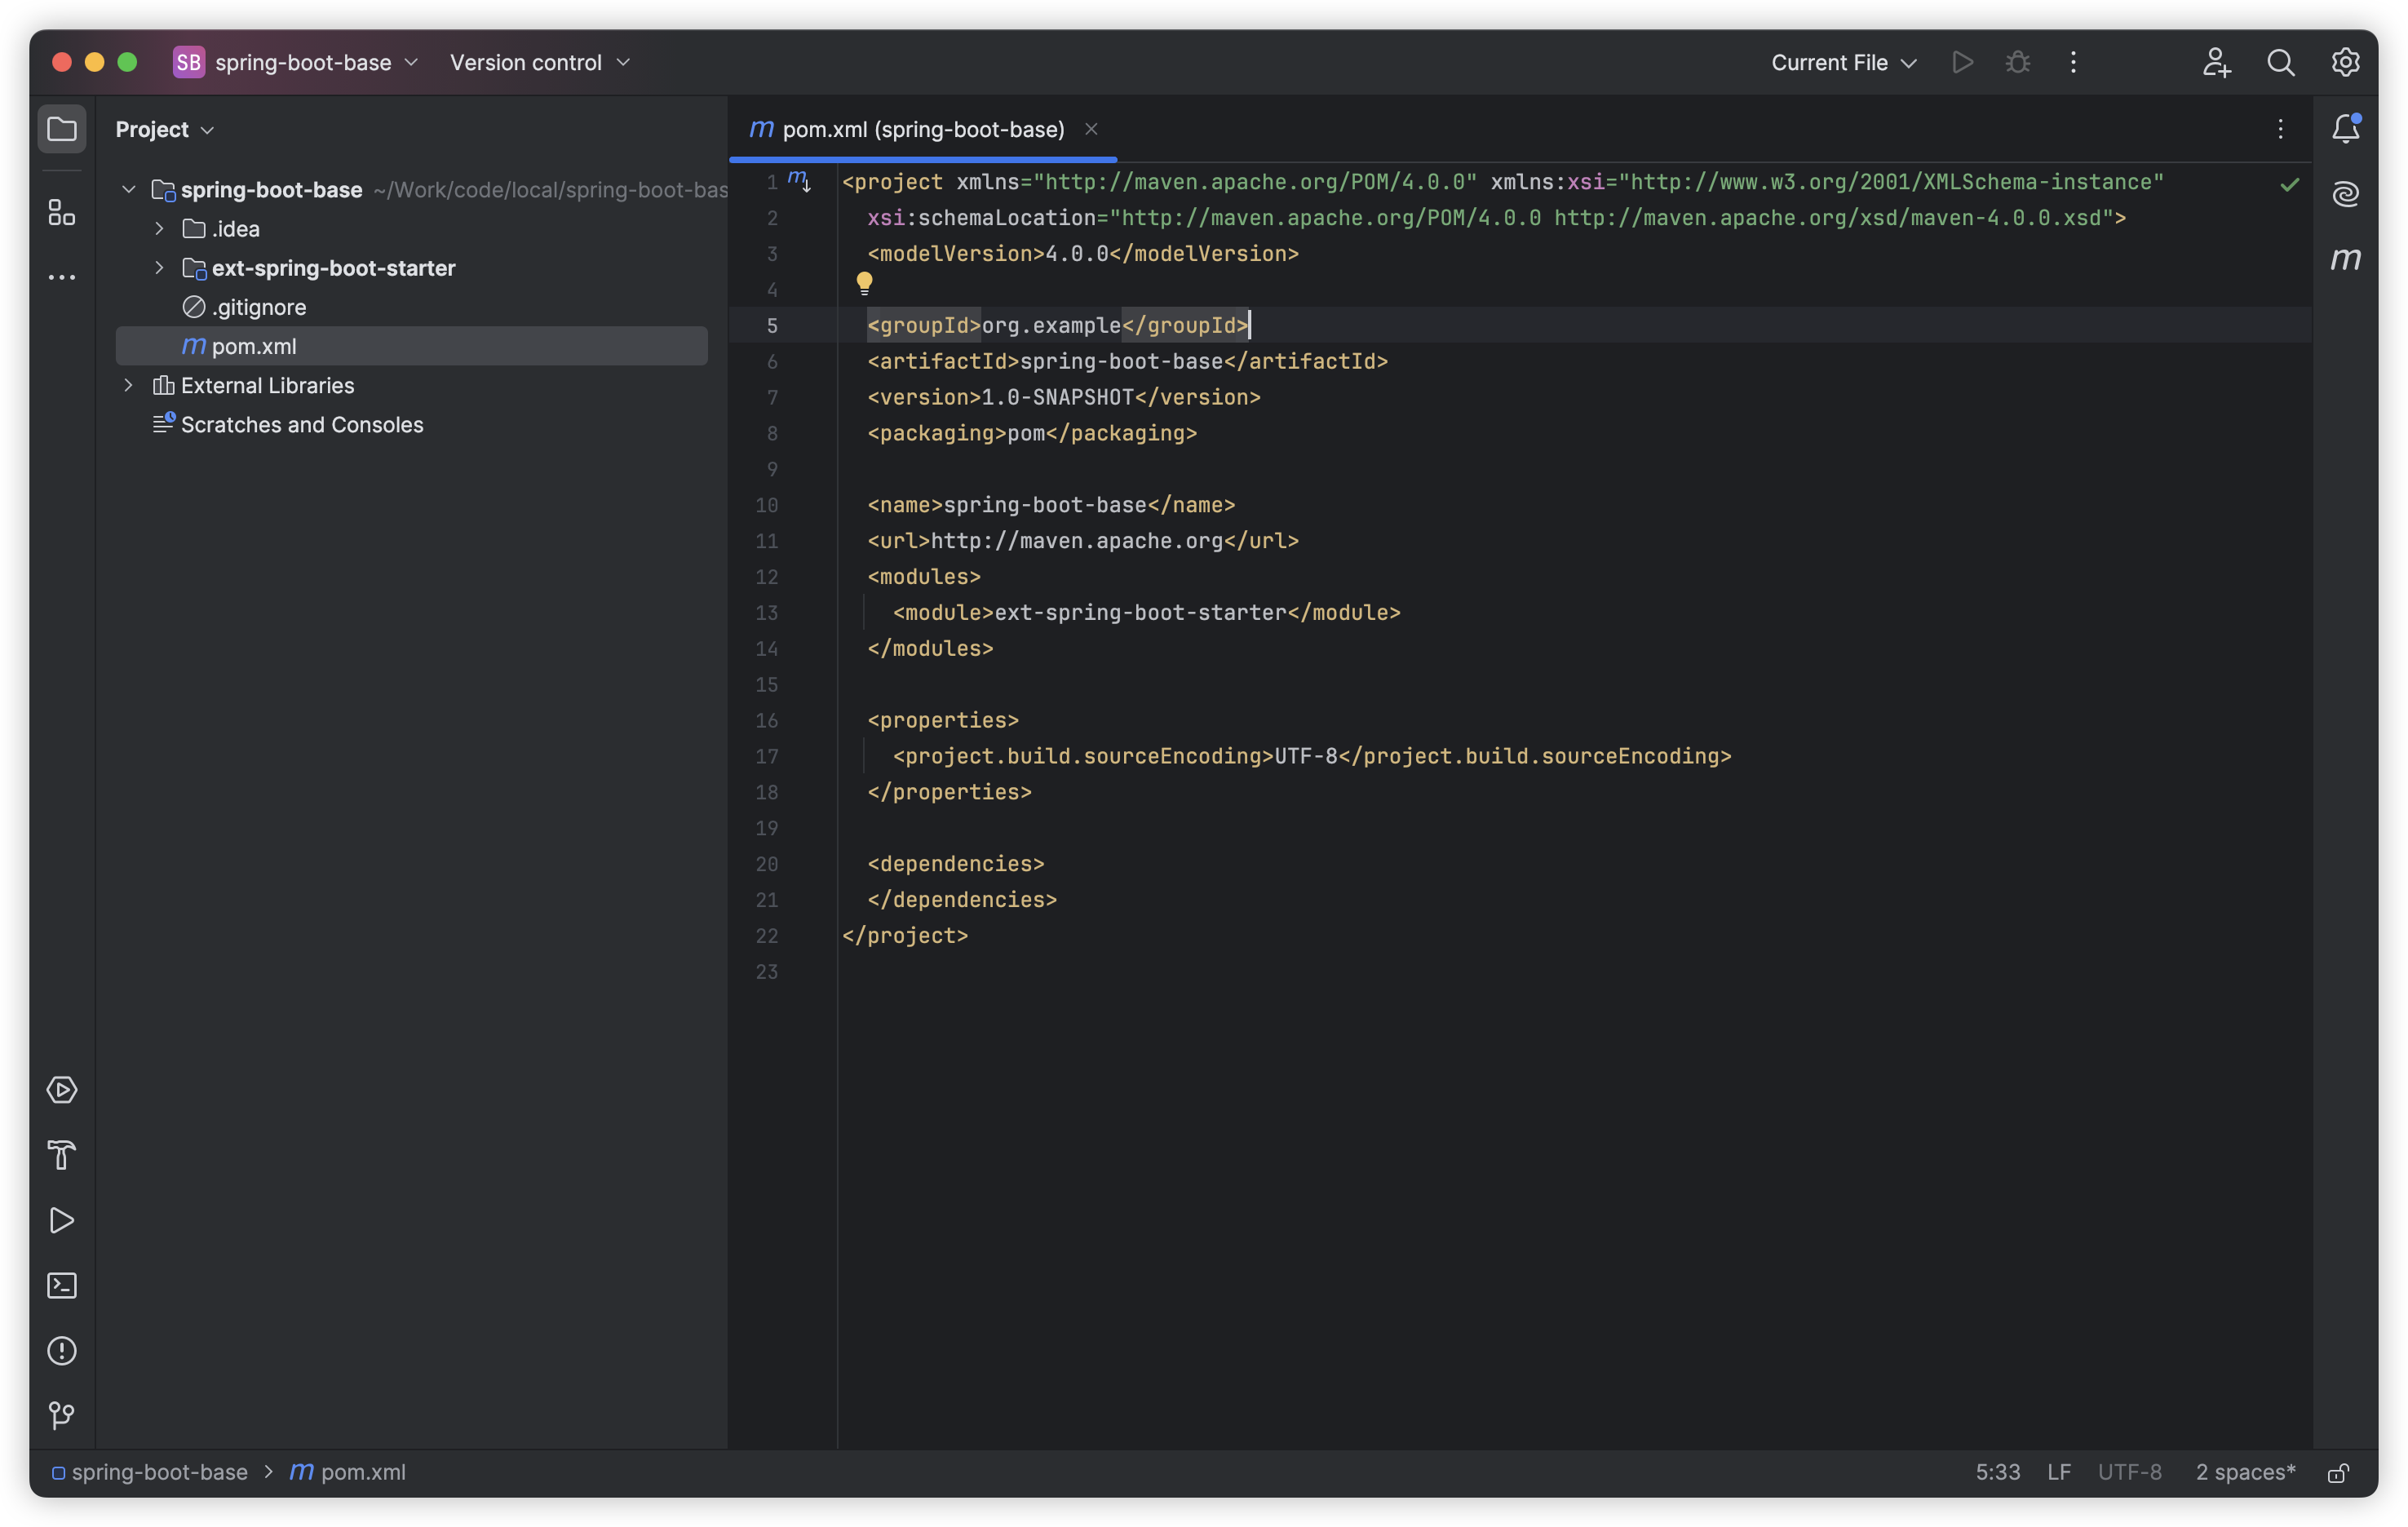 SB spring-boot-base Version control Current File
Project
spring-boot-base ~/Work/code/local/spring-boot-bas
.idea
ext-spring-boot-starter
.gitignore
m pom.xml
External Libraries
Scratches and Consoles
m pom.xml (spring-boot-base)
1 <project xmlns="http://maven.apache.org/POM/4.0.0" xmlns:xsi="http://www.w3.org/2001/XMLSchema-instance"
2 xsi:schemaLocation="http://maven.apache.org/POM/4.0.0 http://maven.apache.org/xsd/maven-4.0.0.xsd">
3 <modelVersion>4.0.0</modelVersion>
4
5 <groupId>org.example</groupId>
6 <artifactId>spring-boot-base</artifactId>
7 <version>1.0-SNAPSHOT</version>
8 <packaging>pom</packaging>
9
10 <name>spring-boot-base</name>
11 <url>http://maven.apache.org</url>
12 <modules>
13 <module>ext-spring-boot-starter</module>
14 </modules>
15
16 <properties>
17 <project.build.sourceEncoding>UTF-8</project.build.sourceEncoding>
18 </properties>
19
20 <dependencies>
21 </dependencies>
22 </project>
23
m
spring-boot-base > m pom.xml 5:33 LF UTF-8 2 spaces*